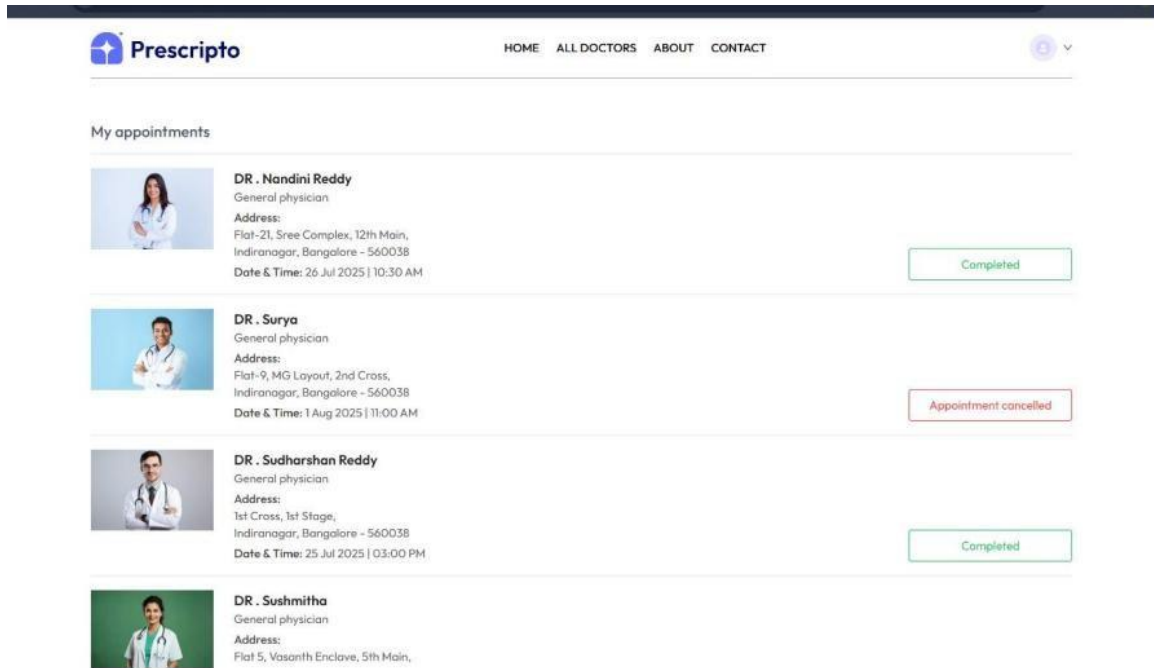 Prescripto
HOME ALL DOCTORS ABOUT CONTACT
My appointments
DR . Nandini Reddy
General physician
Address:
Flat-21, Sree Complex, 12th Main,
Indiranagar, Bangalore - 560038
Date & Time: 26 Jul 2025 | 10:30 AM
Completed
DR . Surya
General physician
Address:
Flat-9, MG Layout, 2nd Cross,
Indiranagar, Bangalore - 560038
Date & Time: 1 Aug 2025 | 11:00 AM
Appointment cancelled
DR . Sudharshan Reddy
General physician
Address:
1st Cross, 1st Stage,
Indiranagar, Bangalore - 560038
Date & Time: 25 Jul 2025 | 03:00 PM
Completed
DR . Sushmitha
General physician
Address:
Flat 5, Vasanth Enclave, 5th Main,